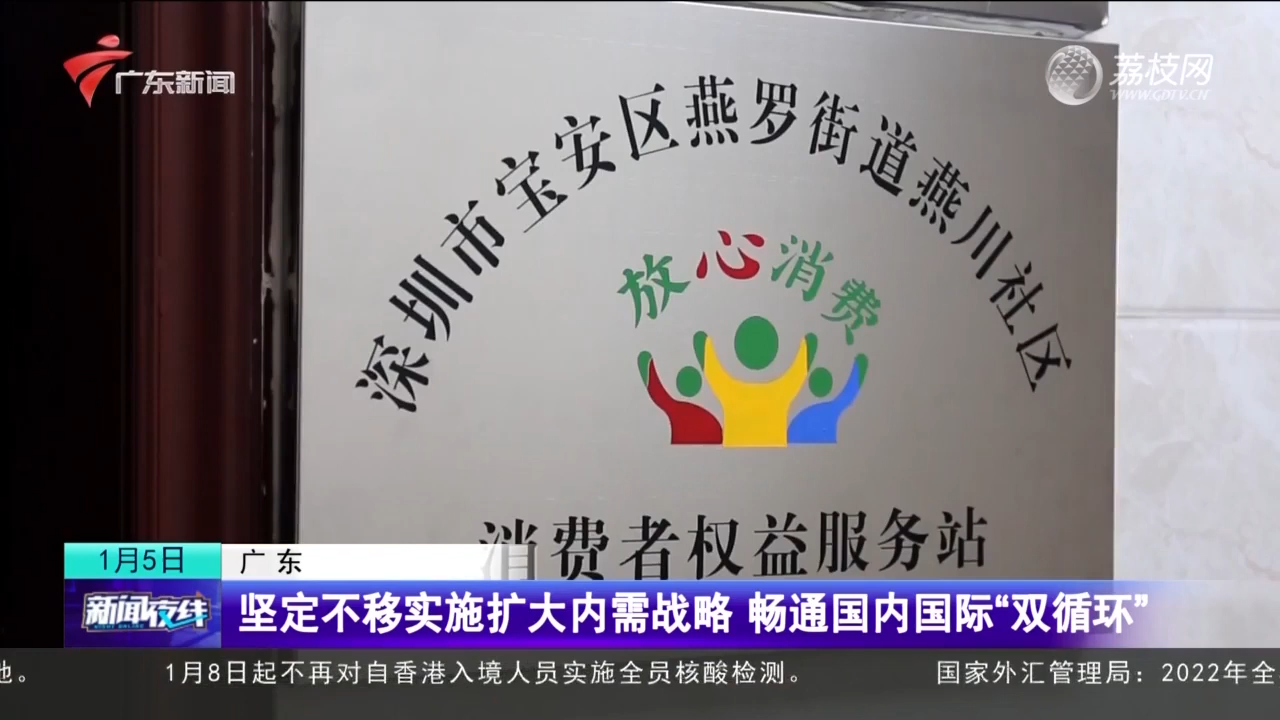 广东新闻
荔枝网
WWW.GDTV.CN
深圳市宝安区燕罗街道燕川社区
放心消费
消费者权益服务站
1月5日
广东
新闻夜线
坚定不移实施扩大内需战略 畅通国内国际“双循环”
地。 1月8日起不再对自香港入境人员实施全员核酸检测。 国家外汇管理局：2022年全